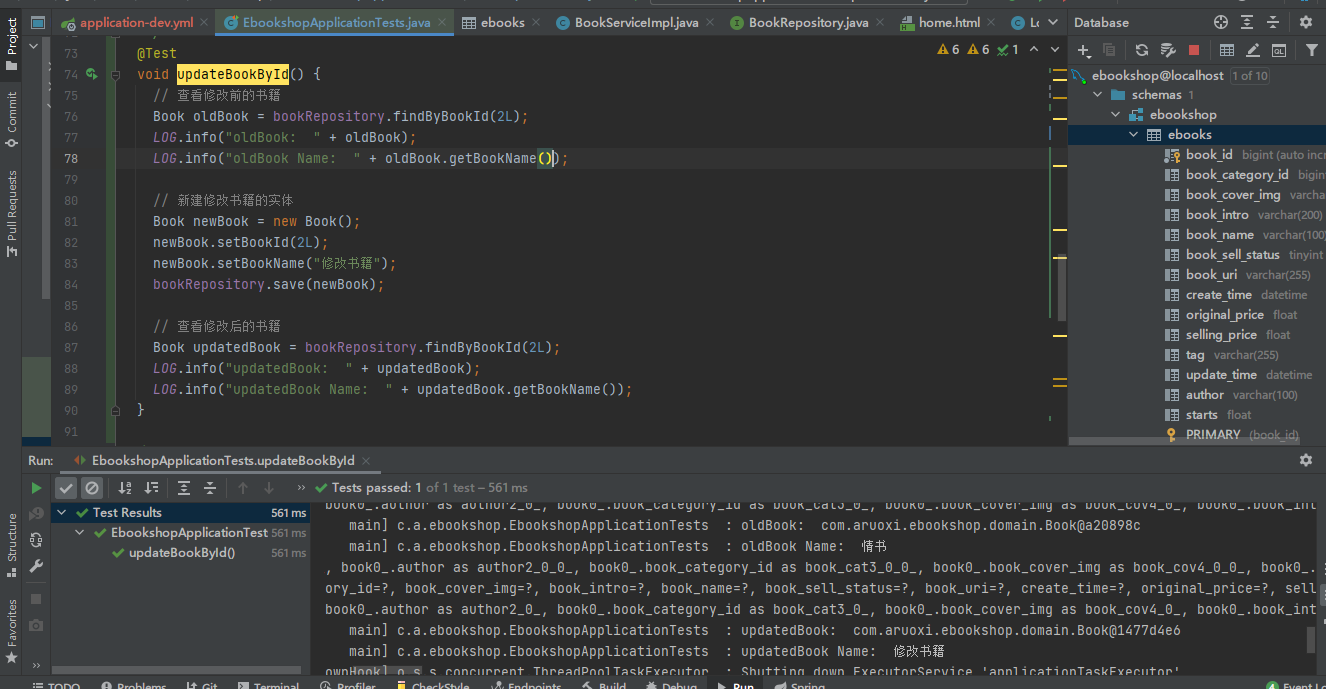 application-dev.yml
EbookshopApplicationTests.java
ebooks
BookServiceImpl.java
BookRepository.java
home.html
Database
Project
Commit
Pull Requests
Structure
Favorites
73 @Test
74 void updateBookById() {
75 // 查看修改前的书籍
76 Book oldBook = bookRepository.findByBookId(2L);
77 LOG.info("oldBook:  " + oldBook);
78 LOG.info("oldBook Name:  " + oldBook.getBookName());
79
80 // 新建修改书籍的实体
81 Book newBook = new Book();
82 newBook.setBookId(2L);
83 newBook.setBookName("修改书籍");
84 bookRepository.save(newBook);
85
86 // 查看修改后的书籍
87 Book updatedBook = bookRepository.findByBookId(2L);
88 LOG.info("updatedBook:  " + updatedBook);
89 LOG.info("updatedBook Name:  " + updatedBook.getBookName());
90 }
91
6 6 1
ebookshop@localhost 1 of 10
schemas 1
ebookshop
ebooks
book_id bigint (auto incr
book_category_id bigin
book_cover_img varcha
book_intro varchar(200)
book_name varchar(100)
book_sell_status tinyint
book_uri varchar(255)
create_time datetime
original_price float
selling_price float
tag varchar(255)
update_time datetime
author varchar(100)
starts float
PRIMARY (book_id)
Run: EbookshopApplicationTests.updateBookById
Tests passed: 1 of 1 test – 561 ms
Test Results 561 ms
EbookshopApplicationTest 561 ms
updateBookById() 561 ms
book0_.author as author2_0_, book0_.book_category_id as book_cat3_0_, book0_.book_cover_img as book_cov4_0_, book0_.book_int
main] c.a.ebookshop.EbookshopApplicationTests  : oldBook:  com.aruoxi.ebookshop.domain.Book@a20898c
main] c.a.ebookshop.EbookshopApplicationTests  : oldBook Name:  情书
, book0_.author as author2_0_0_, book0_.book_category_id as book_cat3_0_0_, book0_.book_cover_img as book_cov4_0_0_, book0_.
ory_id=?, book_cover_img=?, book_intro=?, book_name=?, book_sell_status=?, book_uri=?, create_time=?, original_price=?, sell
book0_.author as author2_0_, book0_.book_category_id as book_cat3_0_, book0_.book_cover_img as book_cov4_0_, book0_.book_int
main] c.a.ebookshop.EbookshopApplicationTests  : updatedBook:  com.aruoxi.ebookshop.domain.Book@1477d4e6
main] c.a.ebookshop.EbookshopApplicationTests  : updatedBook Name:  修改书籍
ownHook] o.s.s.concurrent.ThreadPoolTaskExecutor  : Shutting down ExecutorService 'applicationTaskExecutor'
TODO Problems Git Terminal Profiler CheckStyle Endpoints Build Debug Run Spring Event Lo